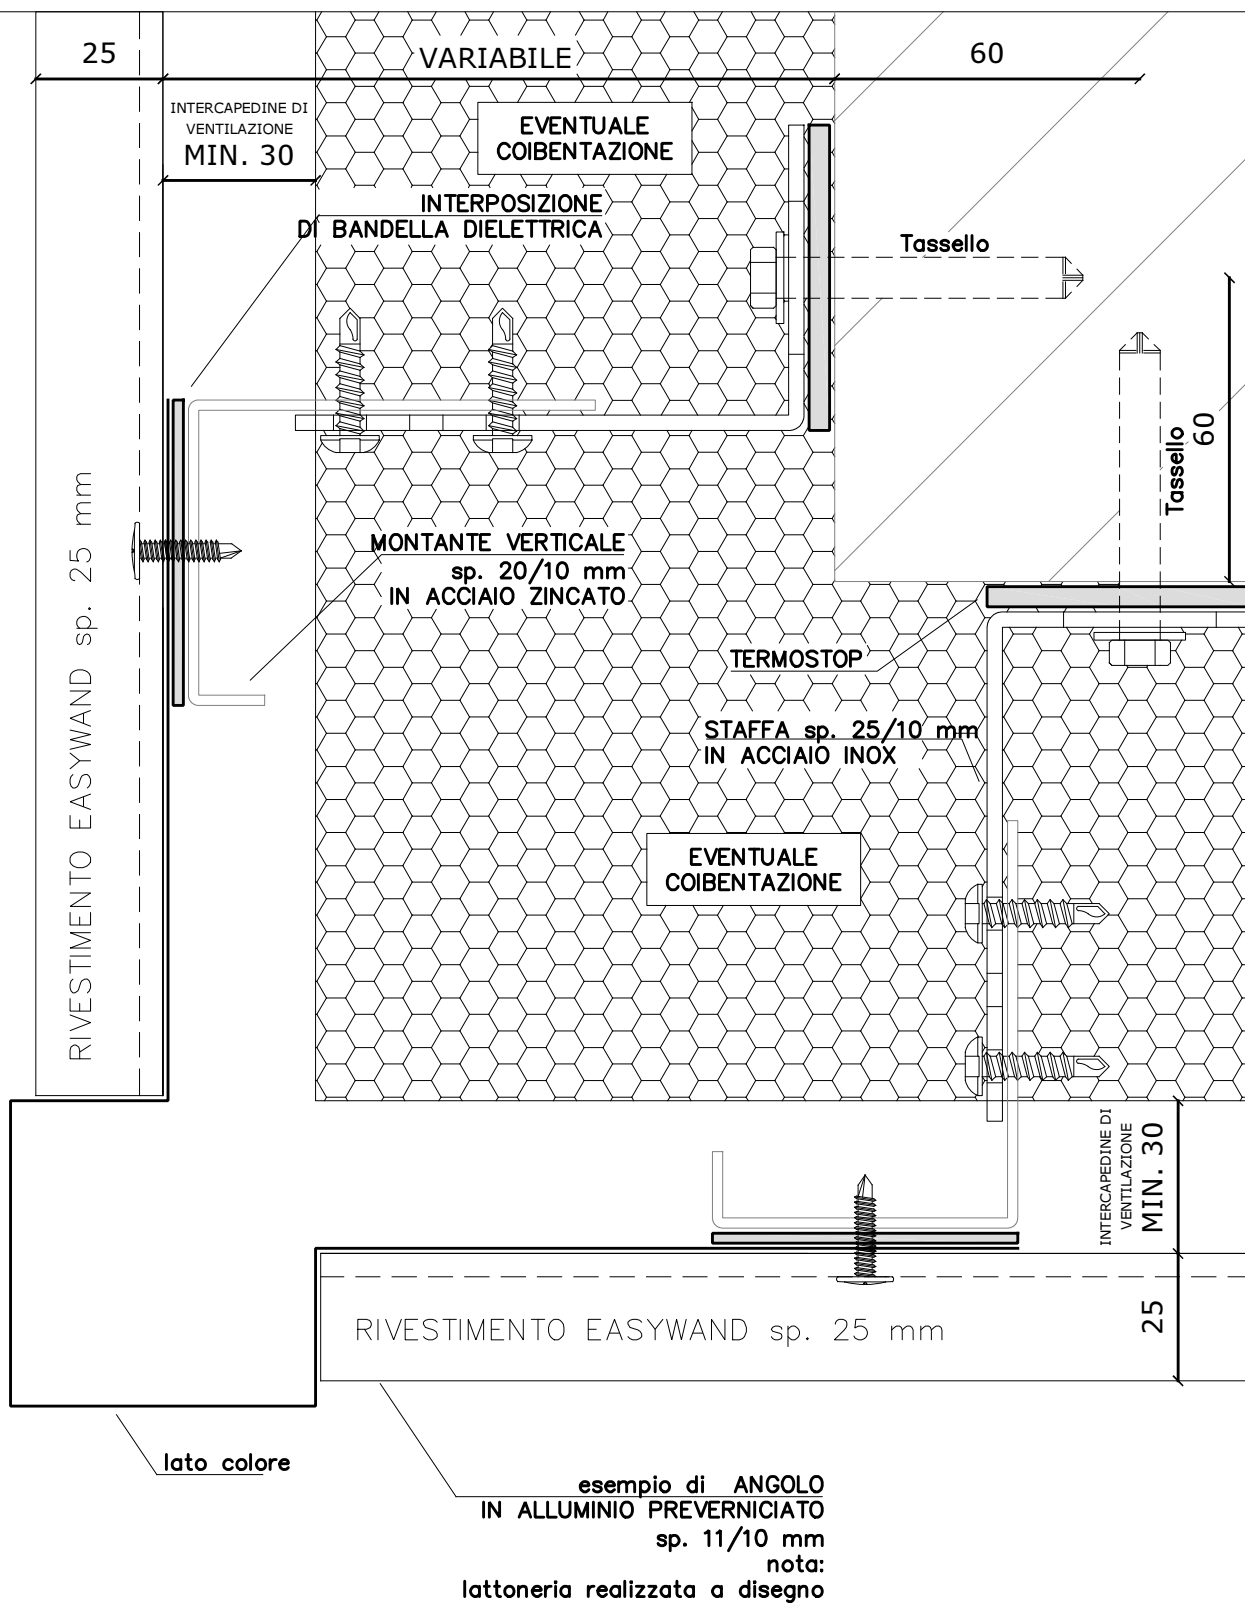 25
VARIABILE
60
INTERCAPEDINE DI
VENTILAZIONE
MIN. 30
EVENTUALE
COIBENTAZIONE
INTERPOSIZIONE
DI BANDELLA DIELETTRICA
Tassello
60
Tassello
RIVESTIMENTO EASYWAND sp. 25 mm
MONTANTE VERTICALE
sp. 20/10 mm
IN ACCIAIO ZINCATO
TERMOSTOP
STAFFA sp. 25/10 mm
IN ACCIAIO INOX
EVENTUALE
COIBENTAZIONE
INTERCAPEDINE DI
VENTILAZIONE
MIN. 30
25
RIVESTIMENTO EASYWAND sp. 25 mm
lato colore
esempio di ANGOLO
IN ALLUMINIO PREVERNICIATO
sp. 11/10 mm
nota:
lattoneria realizzata a disegno